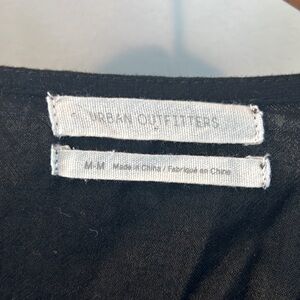 URBAN OUTFITTERS
M-M Made in China / Fabriqué en Chine